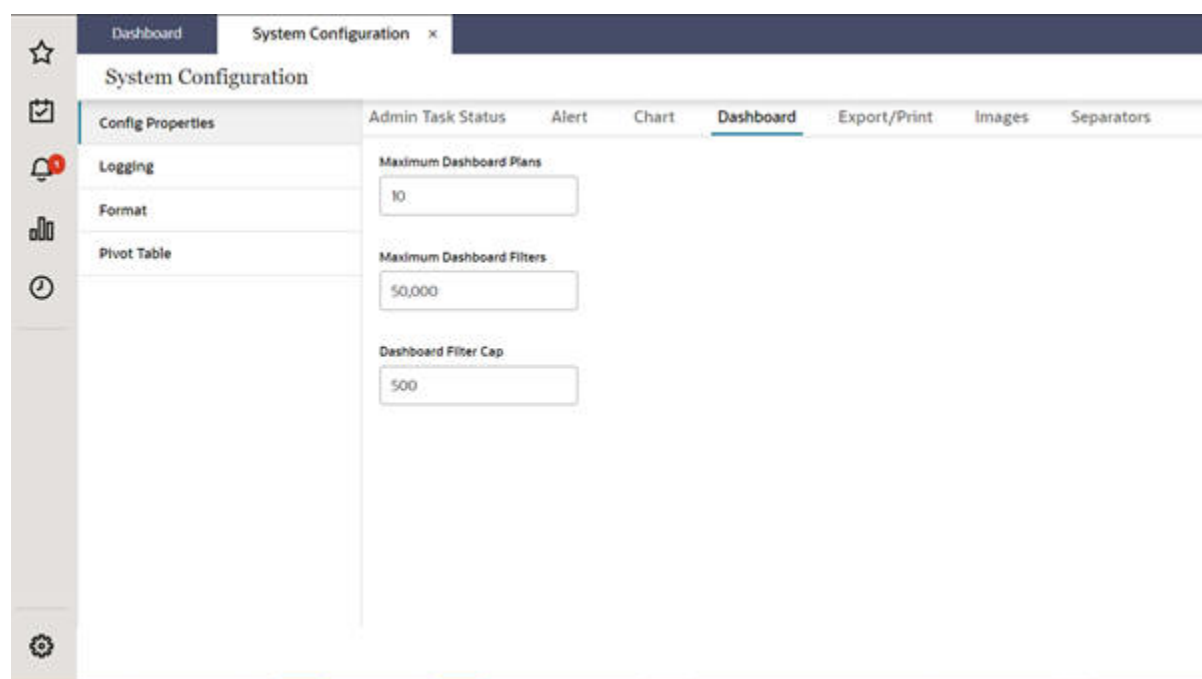 Dashboard
System Configuration ×
System Configuration
Config Properties
Logging
Format
Pivot Table
Admin Task Status Alert Chart Dashboard Export/Print Images Separators
Maximum Dashboard Plans
10
Maximum Dashboard Filters
50,000
Dashboard Filter Cap
500
1